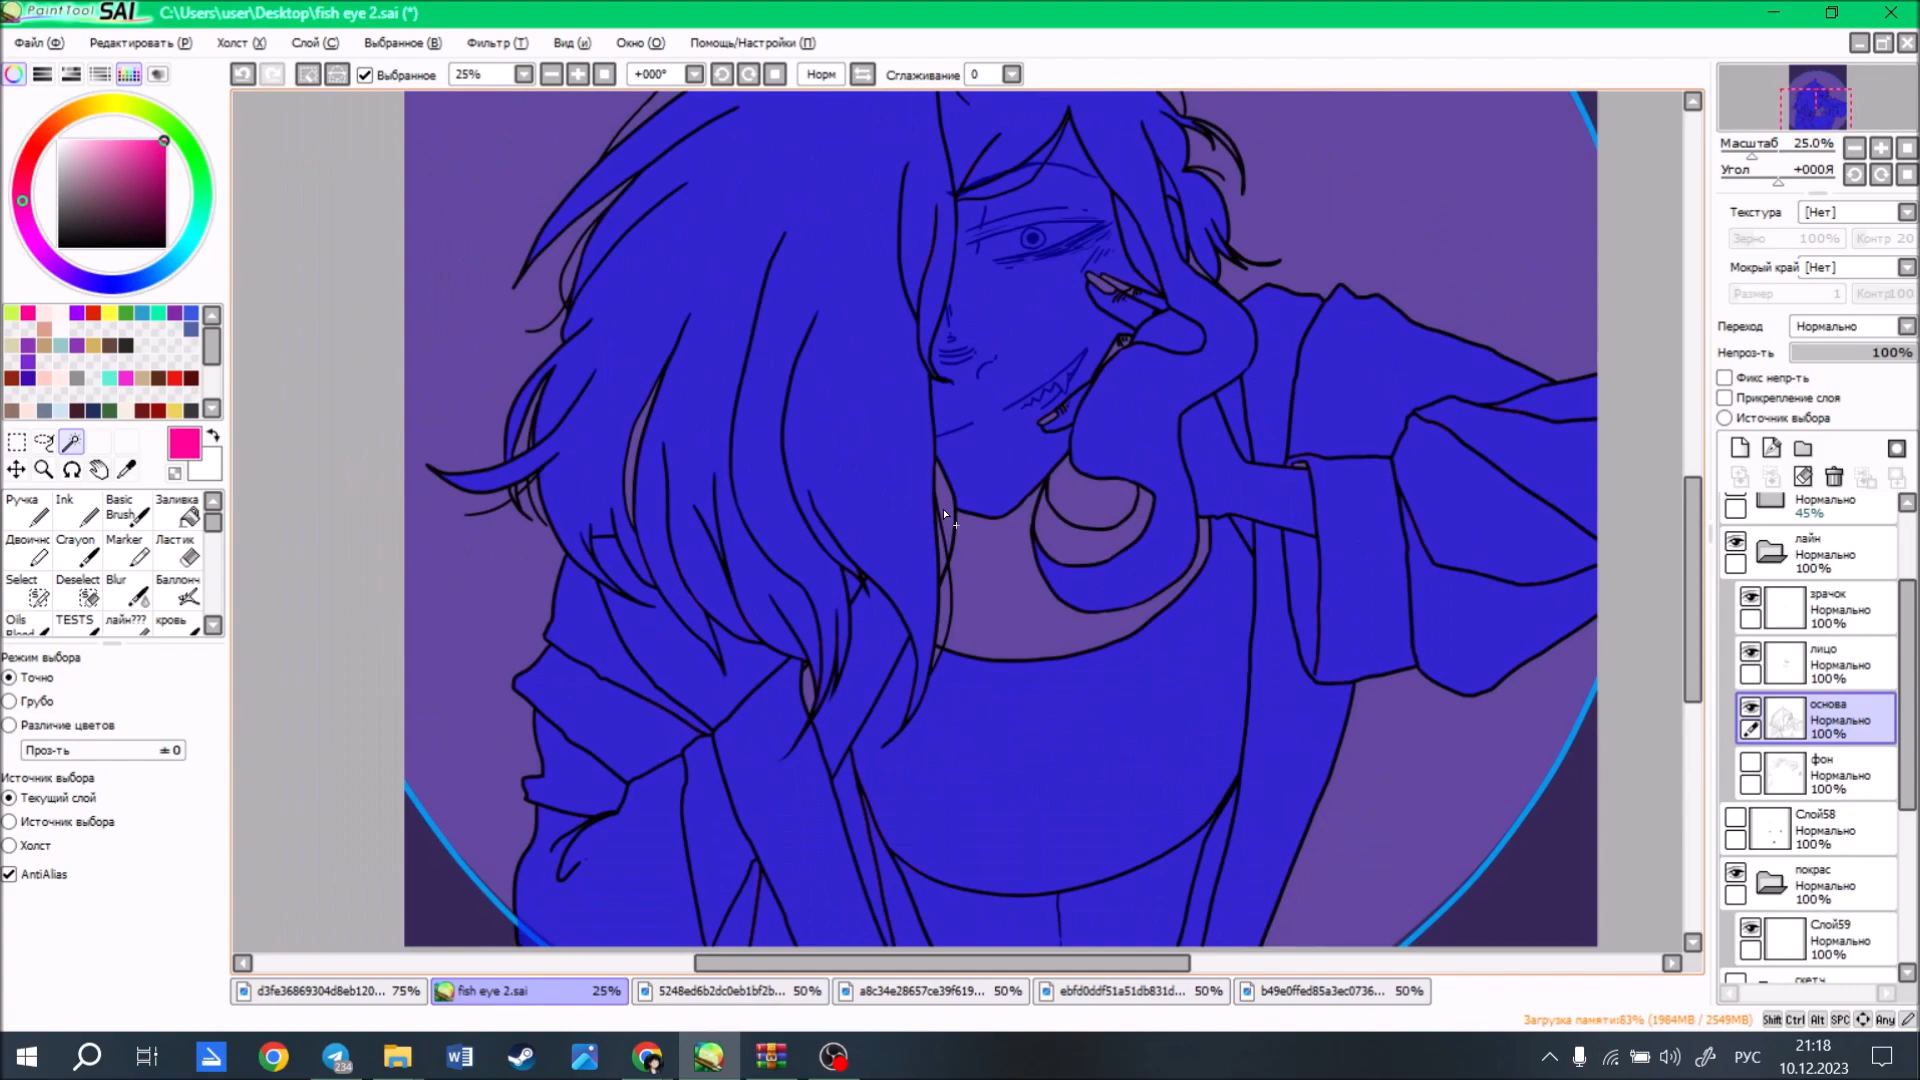 PaintTool SAI C:\Users\user\Desktop\fish eye 2.sai (*)
Файл (Ф) Редактировать (Р) Холст (Х) Слой (С) Выбранное (В) Фильтр (Т) Вид (и) Окно (О) Помощь/Настройки (П)
Выбранное 25% +000° Норм Сглаживание 0
Масштаб 25.0%
Угол +000Я
Текстура [Нет]
Зерно 100% Контр 20
Мокрый край [Нет]
Размер 1 Контр 100
Переход Нормально
Непроз-ть 100%
Фикс непр-ть
Прикрепление слоя
Источник выбора
Ручка Ink Basic Brush Заливка
Двоичнс Crayon Marker Ластик
Select Deselect Blur Баллонч
Oils Blend TESTS лайн??? кровь
Режим выбора
Точно
Грубо
Различие цветов
Проз-ть ±0
Источник выбора
Текущий слой
Источник выбора
Холст
AntiAlias
Нормально
45%
лайн
Нормально
100%
зрачок
Нормально
100%
лицо
Нормально
100%
основа
Нормально
100%
фон
Нормально
100%
Слой58
Нормально
100%
покрас
Нормально
100%
Слой59
Нормально
100%
скетч
d3fe36869304d8eb120... 75% fish eye 2.sai 25% 5248ed6b2dc0eb1bf2b... 50% a8c34e28657ce39f619... 50% ebfd0ddf51a51db831d... 50% b49e0ffed85a3ec0736... 50%
Загрузка памяти:83% (1984MB / 2549MB) Shift Ctrl Alt SPC Any
234
РУС
21:18
10.12.2023